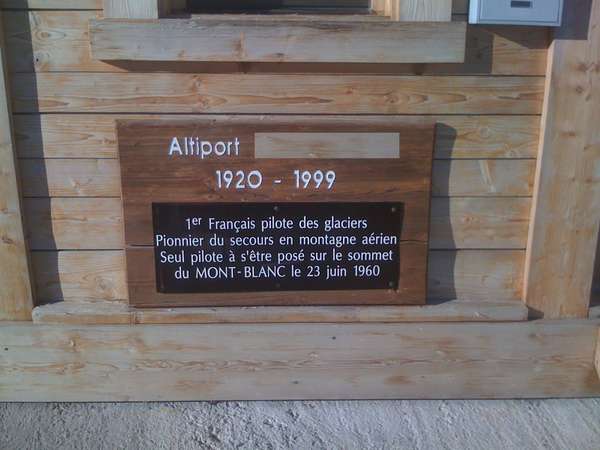 Altiport
1920 - 1999
1er Français pilote des glaciers
Pionnier du secours en montagne aérien
Seul pilote à s'être posé sur le sommet
du MONT-BLANC le 23 juin 1960